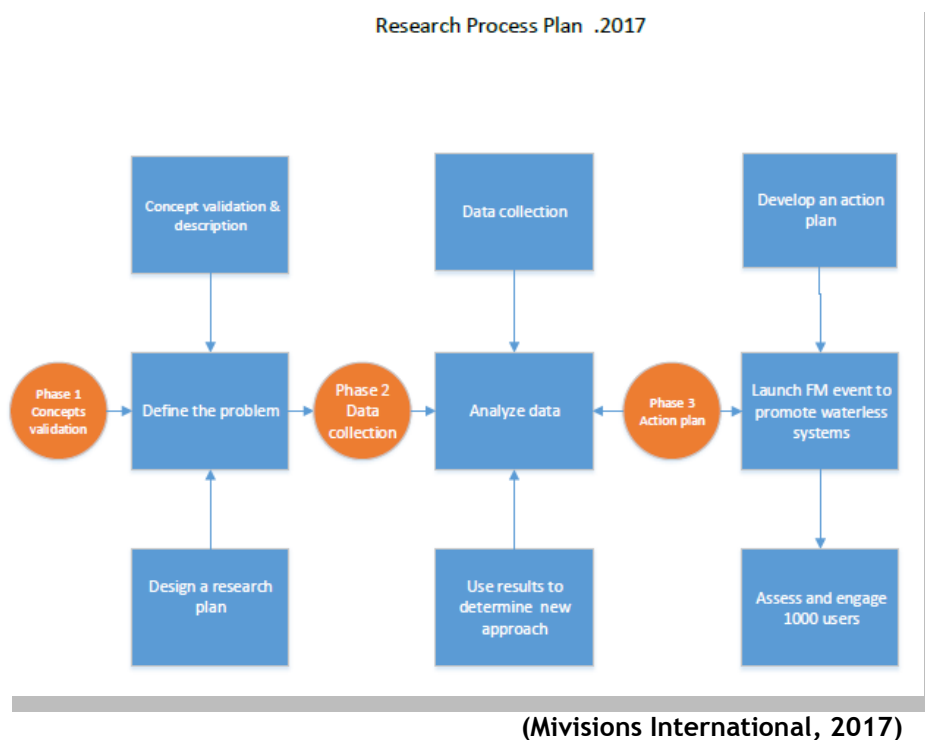 Research Process Plan .2017
Concept validation &
description
Data collection
Develop an action
plan
Phase 1
Concepts
validation
Define the problem
Phase 2
Data
collection
Analyze data
Phase 3
Action plan
Launch FM event to
promote waterless
systems
Design a research
plan
Use results to
determine new
approach
Assess and engage
1000 users
(Mivisions International, 2017)